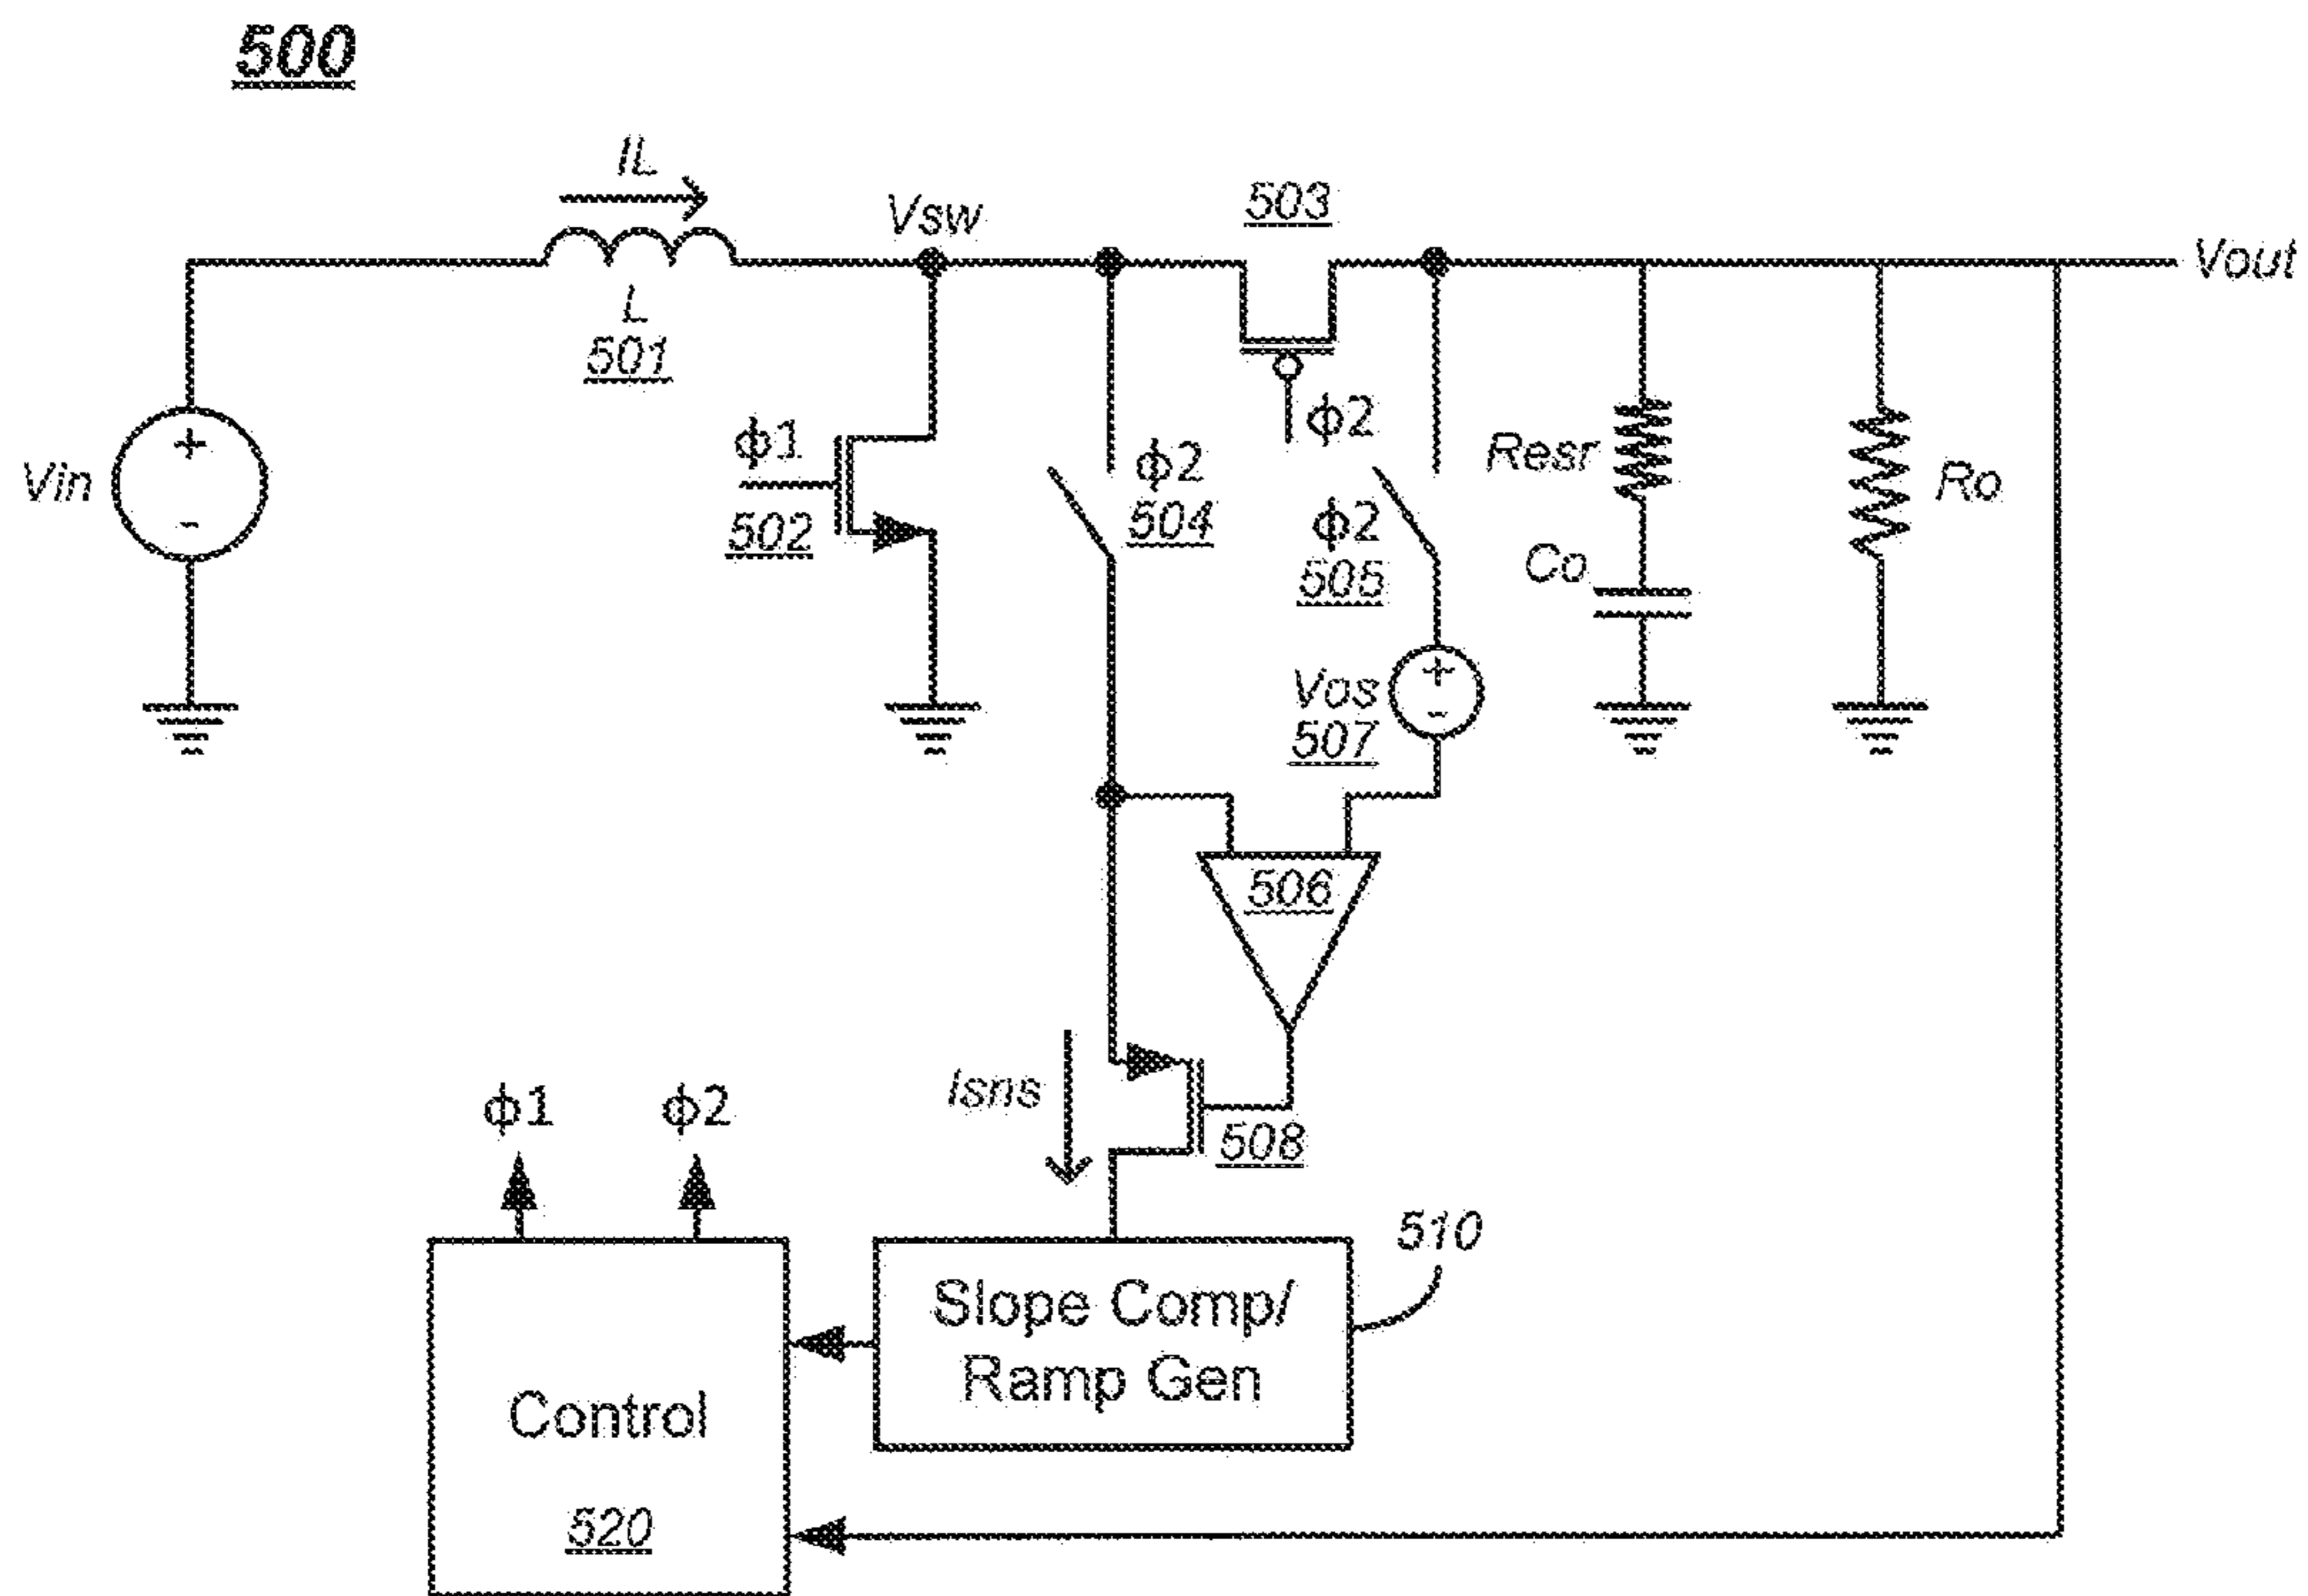 500
IL
Vsw
503
Vout
L
501
Vin
+
-
ϕ1
502
ϕ2
504
ϕ2
ϕ2
505
Resr
Co
Ro
Vos
507
+
-
506
Isns
508
ϕ1
ϕ2
510
Slope Comp/
Ramp Gen
Control
520